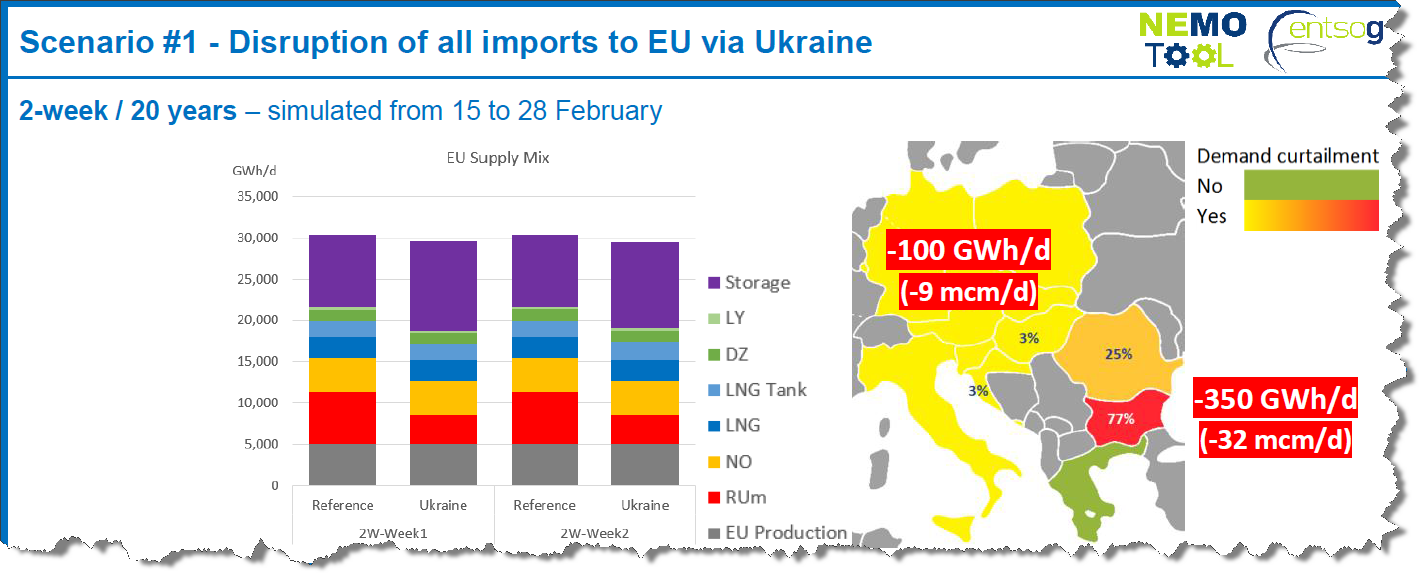 Scenario #1 - Disruption of all imports to EU via Ukraine
NEMO
TOOL
entsog
2-week / 20 years – simulated from 15 to 28 February
EU Supply Mix
GWh/d
35,000
30,000
25,000
20,000
15,000
10,000
5,000
0
Reference
Ukraine
Reference
Ukraine
2W-Week1
2W-Week2
Storage
LY
DZ
LNG Tank
LNG
NO
RUm
EU Production
-100 GWh/d
(-9 mcm/d)
3%
3%
25%
77%
Demand curtailment
No
Yes
-350 GWh/d
(-32 mcm/d)